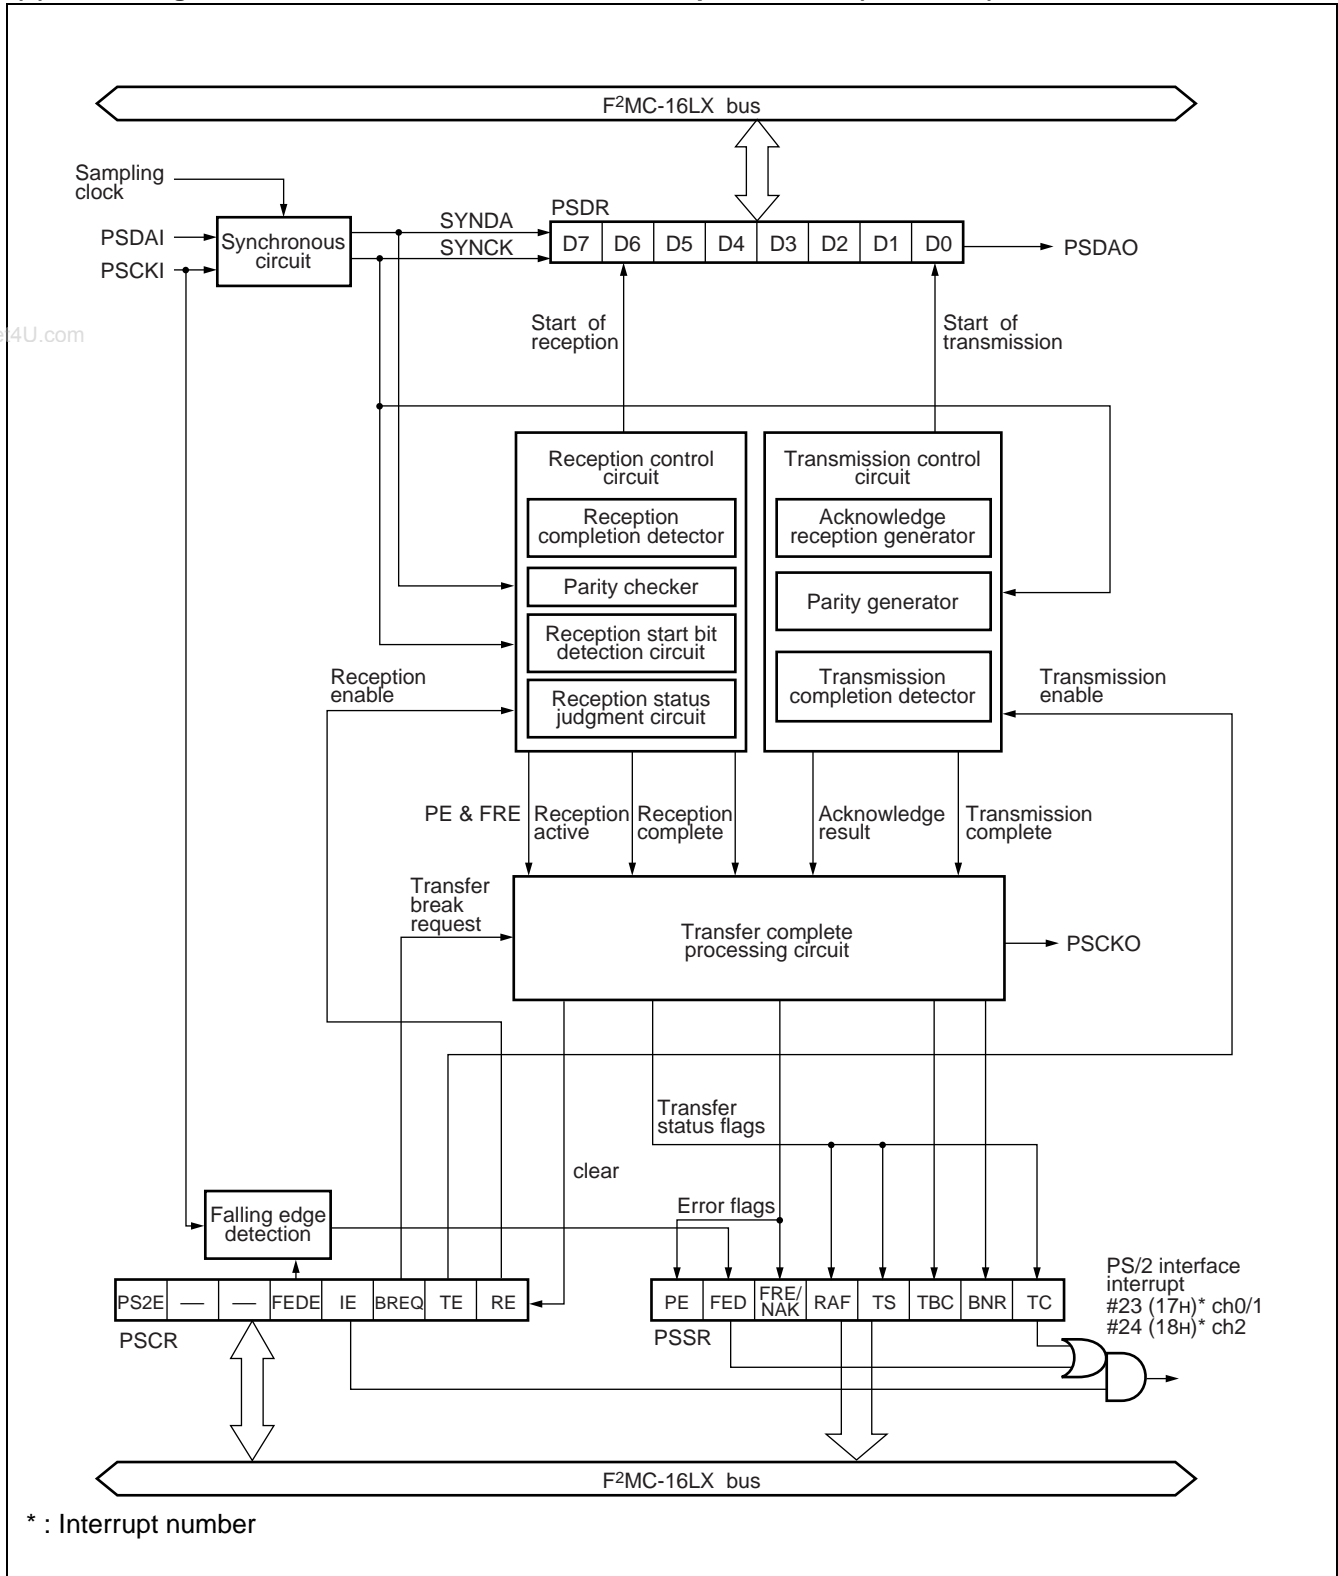 F2MC-16LX bus
Sampling
clock
PSDAI
PSCKI
Synchronous
circuit
SYNDA
SYNCK
PSDR
D7 D6 D5 D4 D3 D2 D1 D0
PSDAO
Start of
reception
Start of
transmission
et4U.com
Reception control
circuit
Reception
completion detector
Parity checker
Reception start bit
detection circuit
Reception status
judgment circuit
Transmission control
circuit
Acknowledge
reception generator
Parity generator
Transmission
completion detector
Reception
enable
Transmission
enable
PE & FRE
Reception
active
Reception
complete
Acknowledge
result
Transmission
complete
Transfer
break
request
Transfer complete
processing circuit
PSCKO
Transfer
status flags
clear
Error flags
Falling edge
detection
PS2E — — FEDE IE BREQ TE RE
PSCR
PE FED FRE/NAK RAF TS TBC BNR TC
PSSR
PS/2 interface
interrupt
#23 (17H)* ch0/1
#24 (18H)* ch2
F2MC-16LX bus
* : Interrupt number